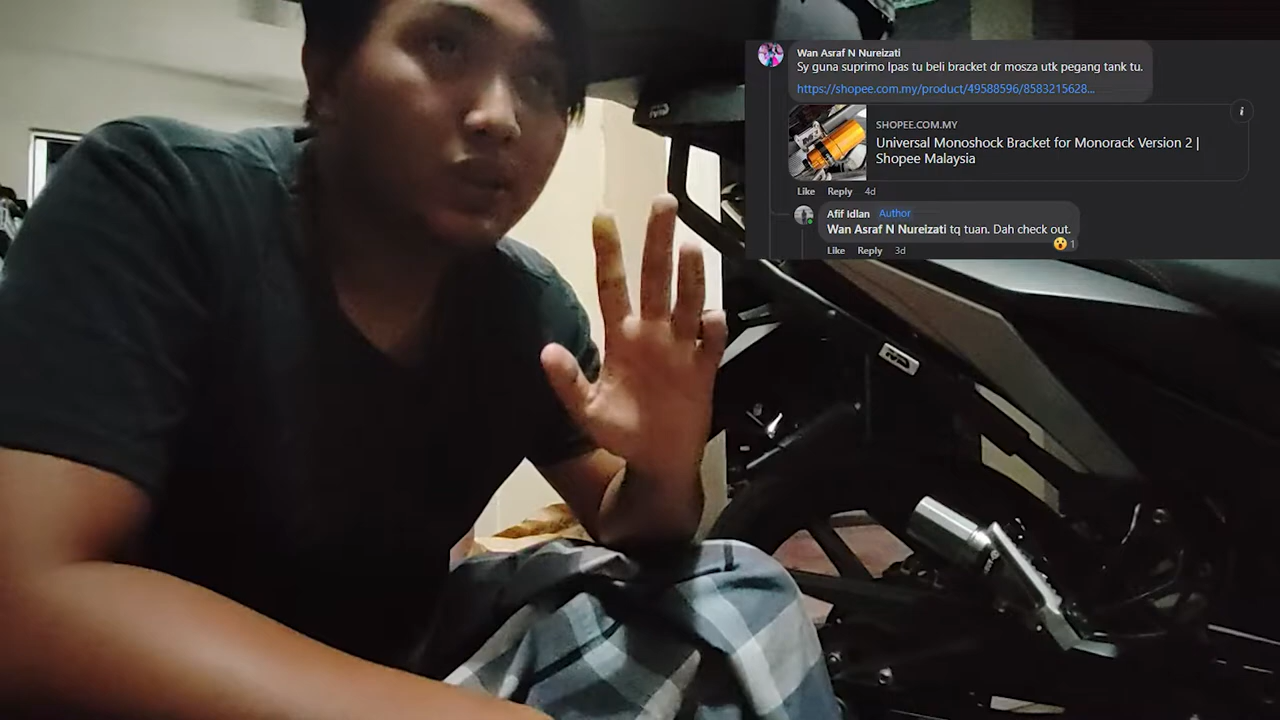 Wan Asraf N Nureizati
Sy guna suprimo lpas tu beli bracket dr mosza utk pegang tank tu.
https://shopee.com.my/product/49588596/8583215628...
SHOPEE.COM.MY
Universal Monoshock Bracket for Monorack Version 2 |
Shopee Malaysia
Like Reply 4d
Afif Idlan Author
Wan Asraf N Nureizati tq tuan. Dah check out.
1
Like Reply 3d